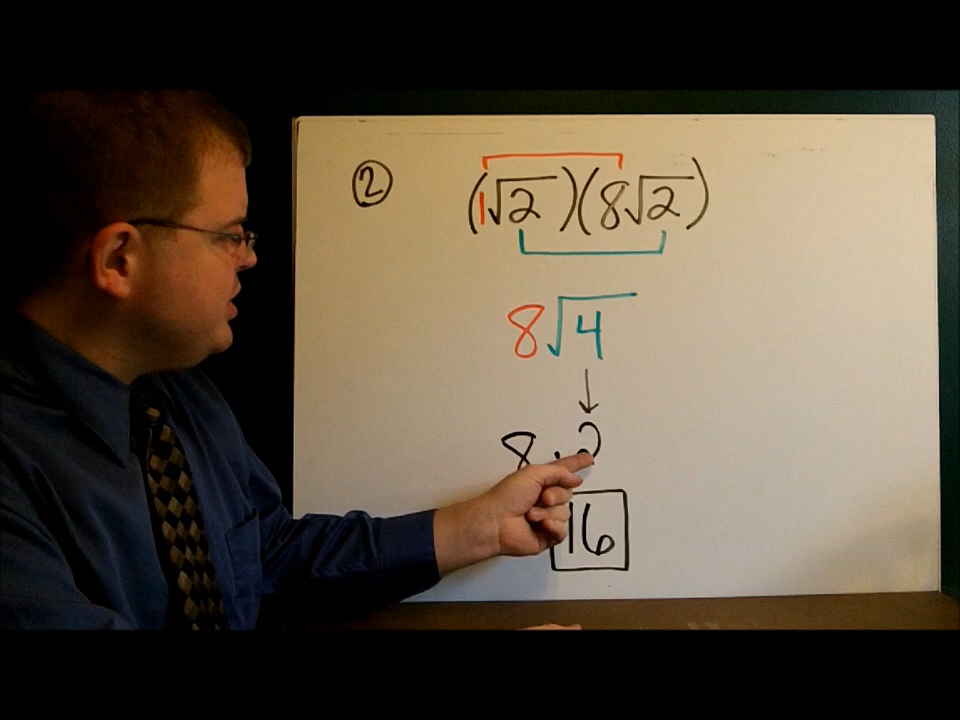 ② (1√2)(8√2)
8√4
8 · 2
16